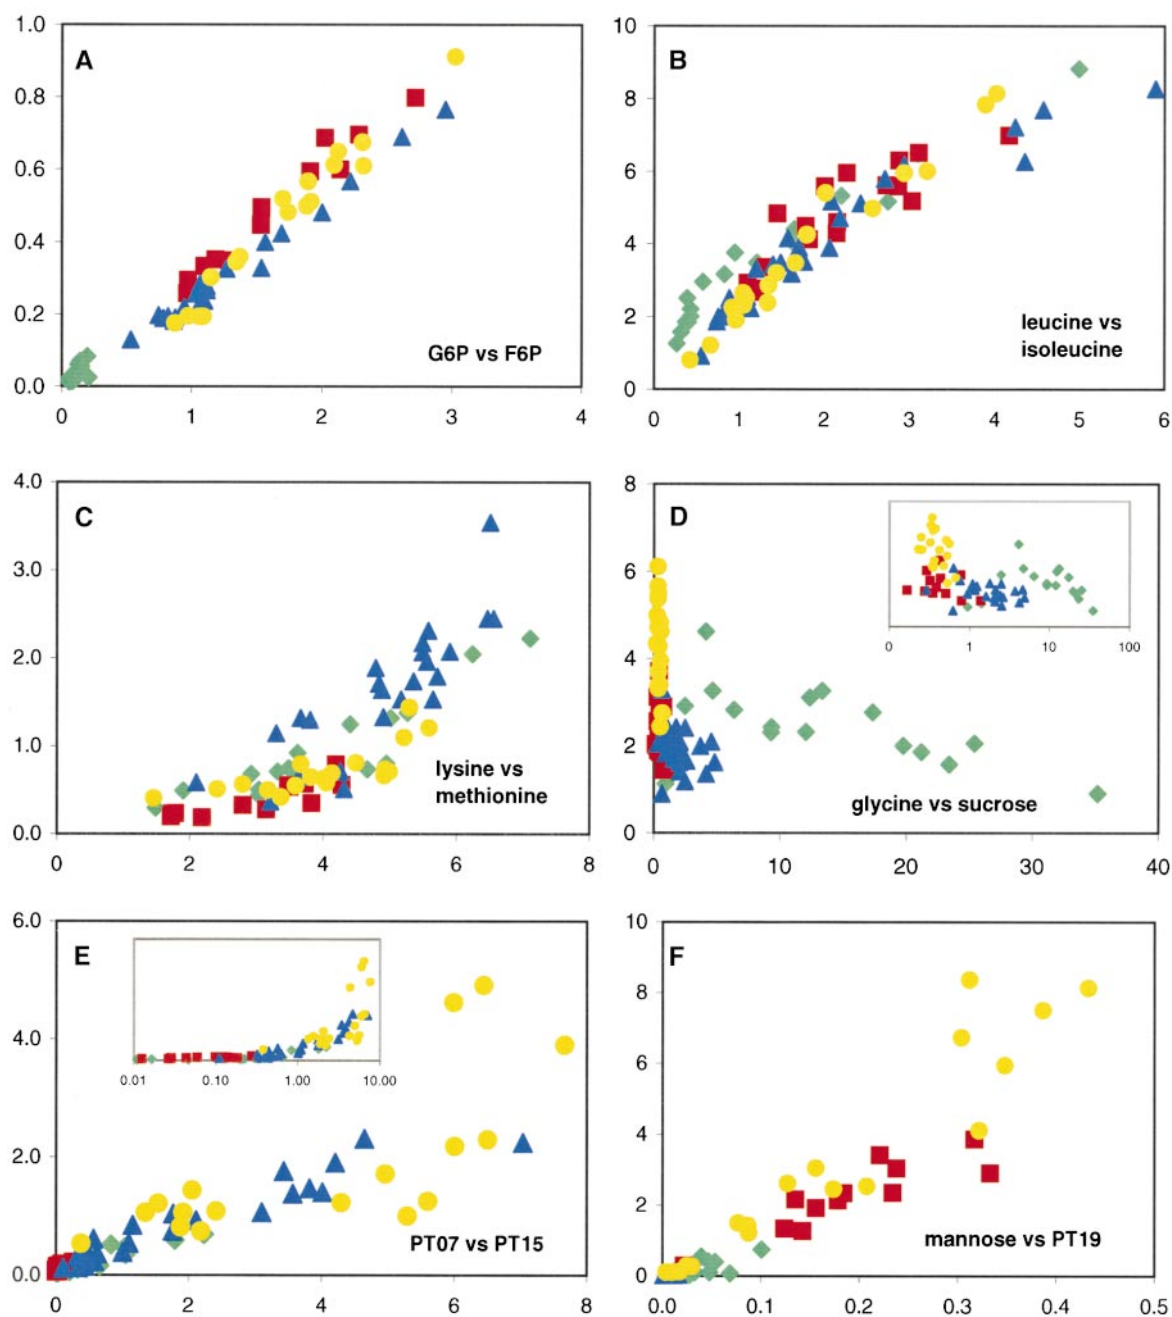 A
1.0
0.8
0.6
0.4
0.2
0.0
0 1 2 3 4
G6P vs F6P
B
10
8
6
4
2
0
0 1 2 3 4 5 6
leucine vs
isoleucine
C
4.0
3.0
2.0
1.0
0.0
0 2 4 6 8
lysine vs
methionine
D
8
6
4
2
0
0 10 20 30 40
0 1 10 100
glycine vs sucrose
E
6.0
4.0
2.0
0.0
0 2 4 6 8
0.01 0.10 1.00 10.00
PT07 vs PT15
F
10
8
6
4
2
0
0.0 0.1 0.2 0.3 0.4 0.5
mannose vs PT19